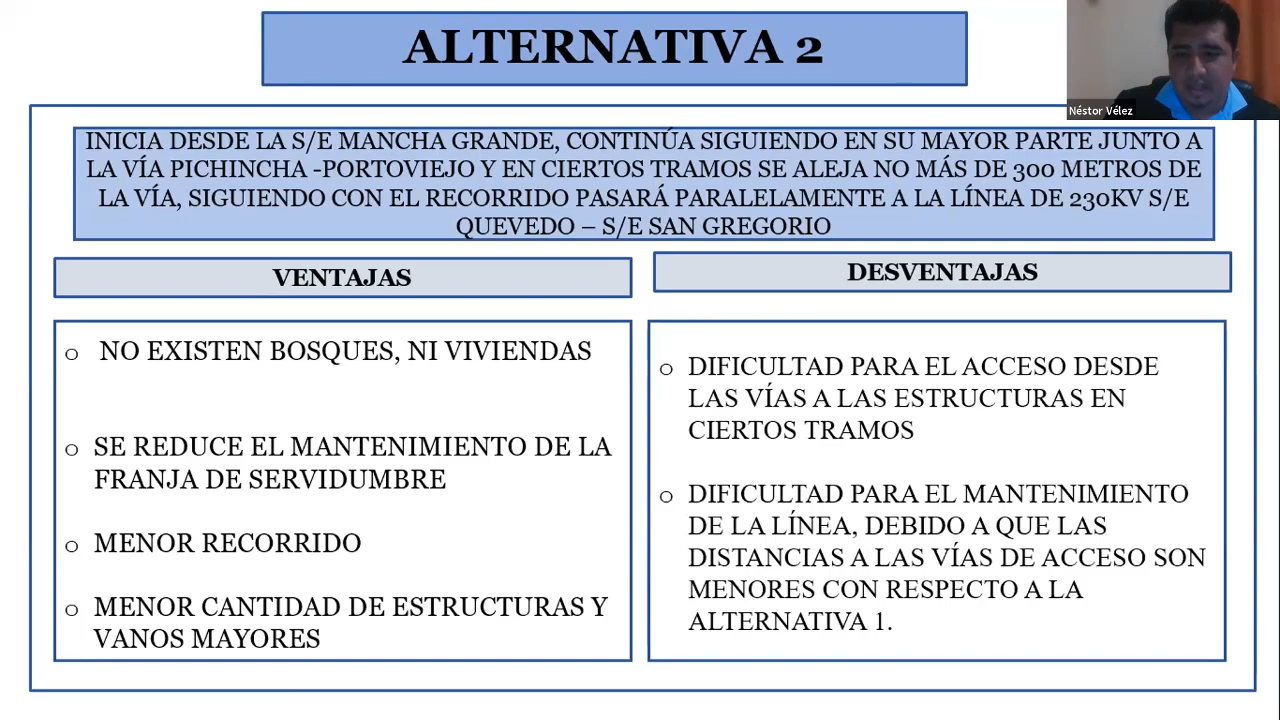 ALTERNATIVA 2
Néstor Vélez
INICIA DESDE LA S/E MANCHA GRANDE, CONTINÚA SIGUIENDO EN SU MAYOR PARTE JUNTO A
LA VÍA PICHINCHA -PORTOVIEJO Y EN CIERTOS TRAMOS SE ALEJA NO MÁS DE 300 METROS DE
LA VÍA, SIGUIENDO CON EL RECORRIDO PASARÁ PARALELAMENTE A LA LÍNEA DE 230KV S/E
QUEVEDO – S/E SAN GREGORIO
VENTAJAS
o NO EXISTEN BOSQUES, NI VIVIENDAS
o SE REDUCE EL MANTENIMIENTO DE LA
FRANJA DE SERVIDUMBRE
o MENOR RECORRIDO
o MENOR CANTIDAD DE ESTRUCTURAS Y
VANOS MAYORES
DESVENTAJAS
o DIFICULTAD PARA EL ACCESO DESDE
LAS VÍAS A LAS ESTRUCTURAS EN
CIERTOS TRAMOS
o DIFICULTAD PARA EL MANTENIMIENTO
DE LA LÍNEA, DEBIDO A QUE LAS
DISTANCIAS A LAS VÍAS DE ACCESO SON
MENORES CON RESPECTO A LA
ALTERNATIVA 1.